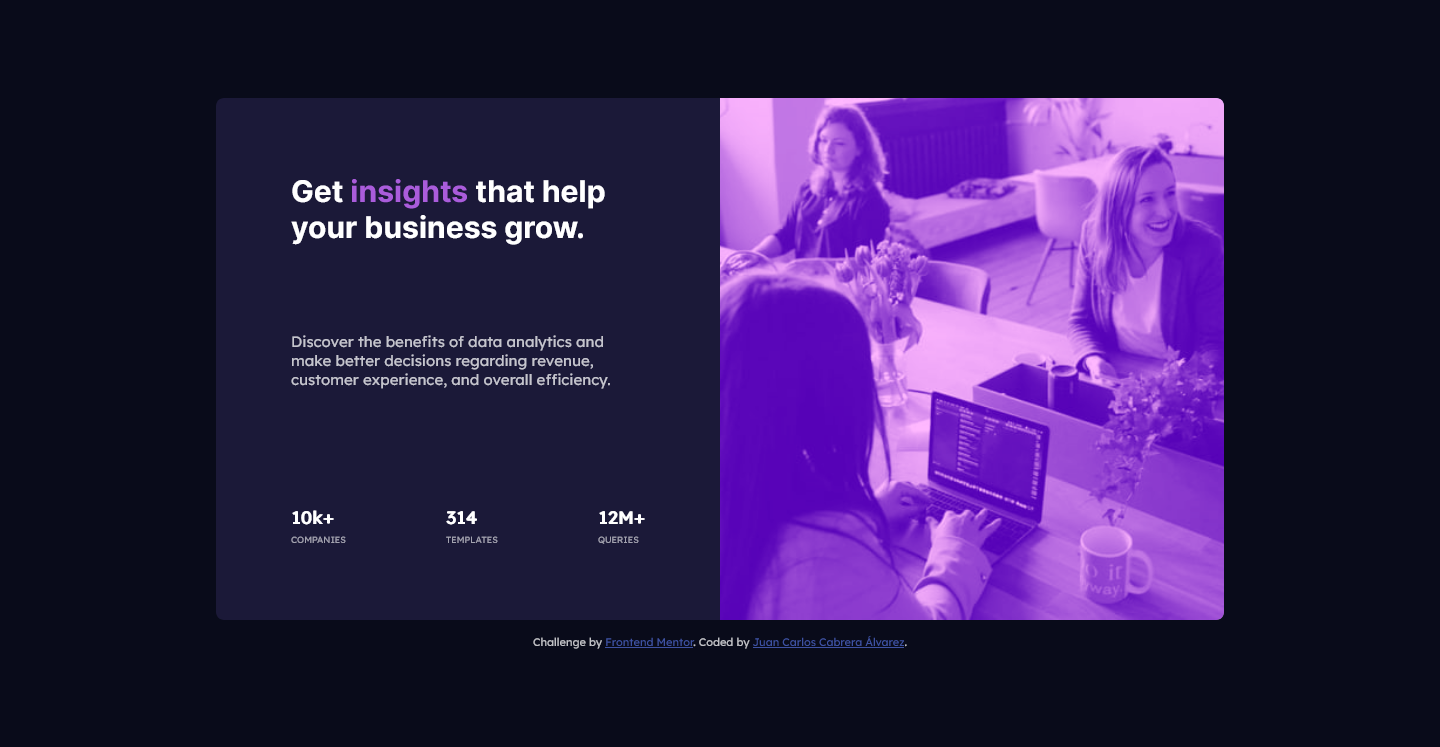 Get insights that help
your business grow.
Discover the benefits of data analytics and
make better decisions regarding revenue,
customer experience, and overall efficiency.
10k+ 314 12M+
COMPANIES TEMPLATES QUERIES
it
way.
Challenge by Frontend Mentor. Coded by Juan Carlos Cabrera Álvarez.